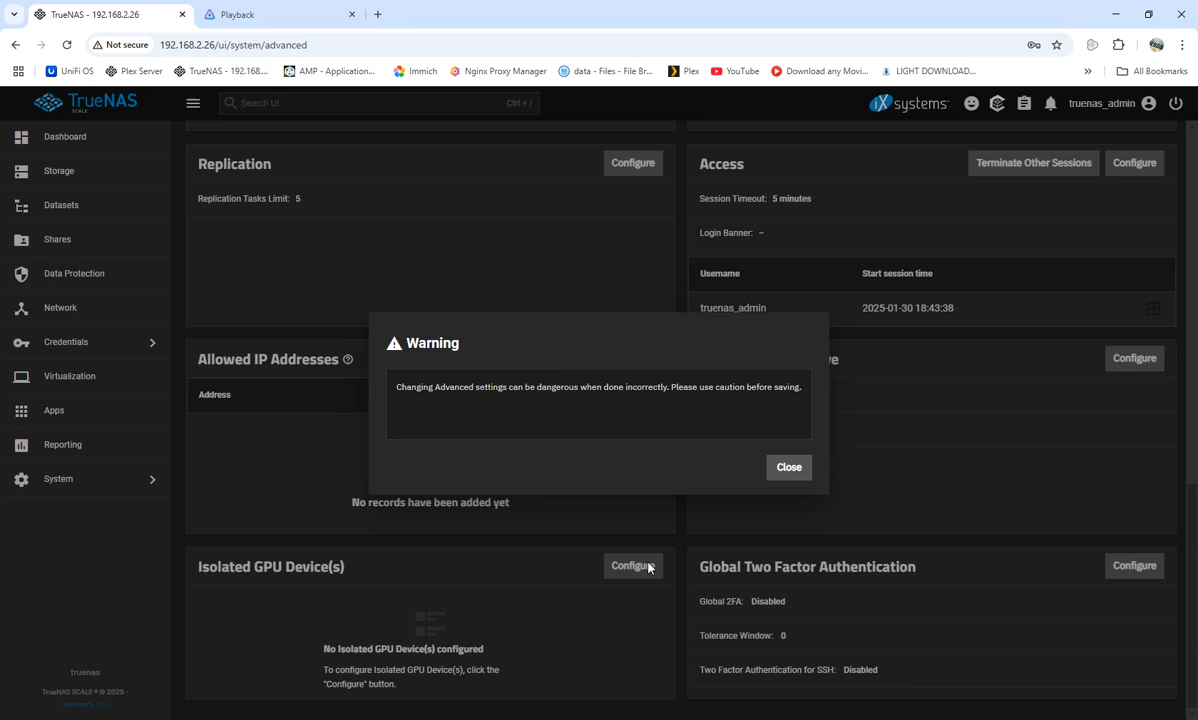 TrueNAS - 192.168.2.26
Playback
Not secure
192.168.2.26/ui/system/advanced
UniFi OS
Plex Server
TrueNAS - 192.168....
AMP - Application...
Immich
Nginx Proxy Manager
data - Files - File Br...
Plex
YouTube
Download any Movi...
LIGHT DOWNLOAD...
All Bookmarks
TrueNAS
SCALE
Search UI
Ctrl + /
iXsystems
truenas_admin
Dashboard
Storage
Datasets
Shares
Data Protection
Network
Credentials
Virtualization
Apps
Reporting
System
truenas
TrueNAS SCALE ® © 2025 -
Replication
Configure
Replication Tasks Limit: 5
Access
Terminate Other Sessions
Configure
Session Timeout: 5 minutes
Login Banner: –
Username
Start session time
truenas_admin
2025-01-30 18:43:38
Allowed IP Addresses
Address
No records have been added yet
Configure
Warning
Changing Advanced settings can be dangerous when done incorrectly. Please use caution before saving.
Close
Isolated GPU Device(s)
Configure
No Isolated GPU Device(s) configured
To configure Isolated GPU Device(s), click the
"Configure" button.
Global Two Factor Authentication
Configure
Global 2FA: Disabled
Tolerance Window: 0
Two Factor Authentication for SSH: Disabled